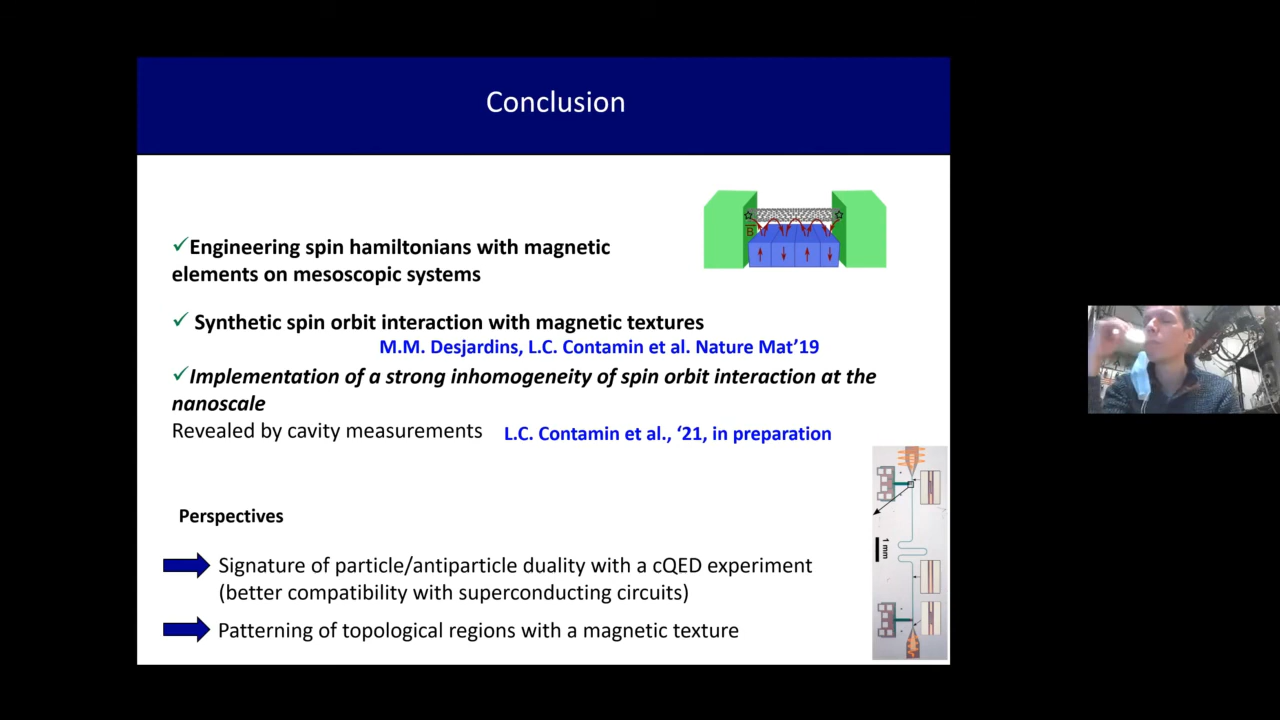 Conclusion
✓Engineering spin hamiltonians with magnetic
elements on mesoscopic systems
B
✓ Synthetic spin orbit interaction with magnetic textures
M.M. Desjardins, L.C. Contamin et al. Nature Mat’19
✓Implementation of a strong inhomogeneity of spin orbit interaction at the
nanoscale
Revealed by cavity measurements
L.C. Contamin et al., ‘21, in preparation
1 mm
Perspectives
Signature of particle/antiparticle duality with a cQED experiment
(better compatibility with superconducting circuits)
Patterning of topological regions with a magnetic texture